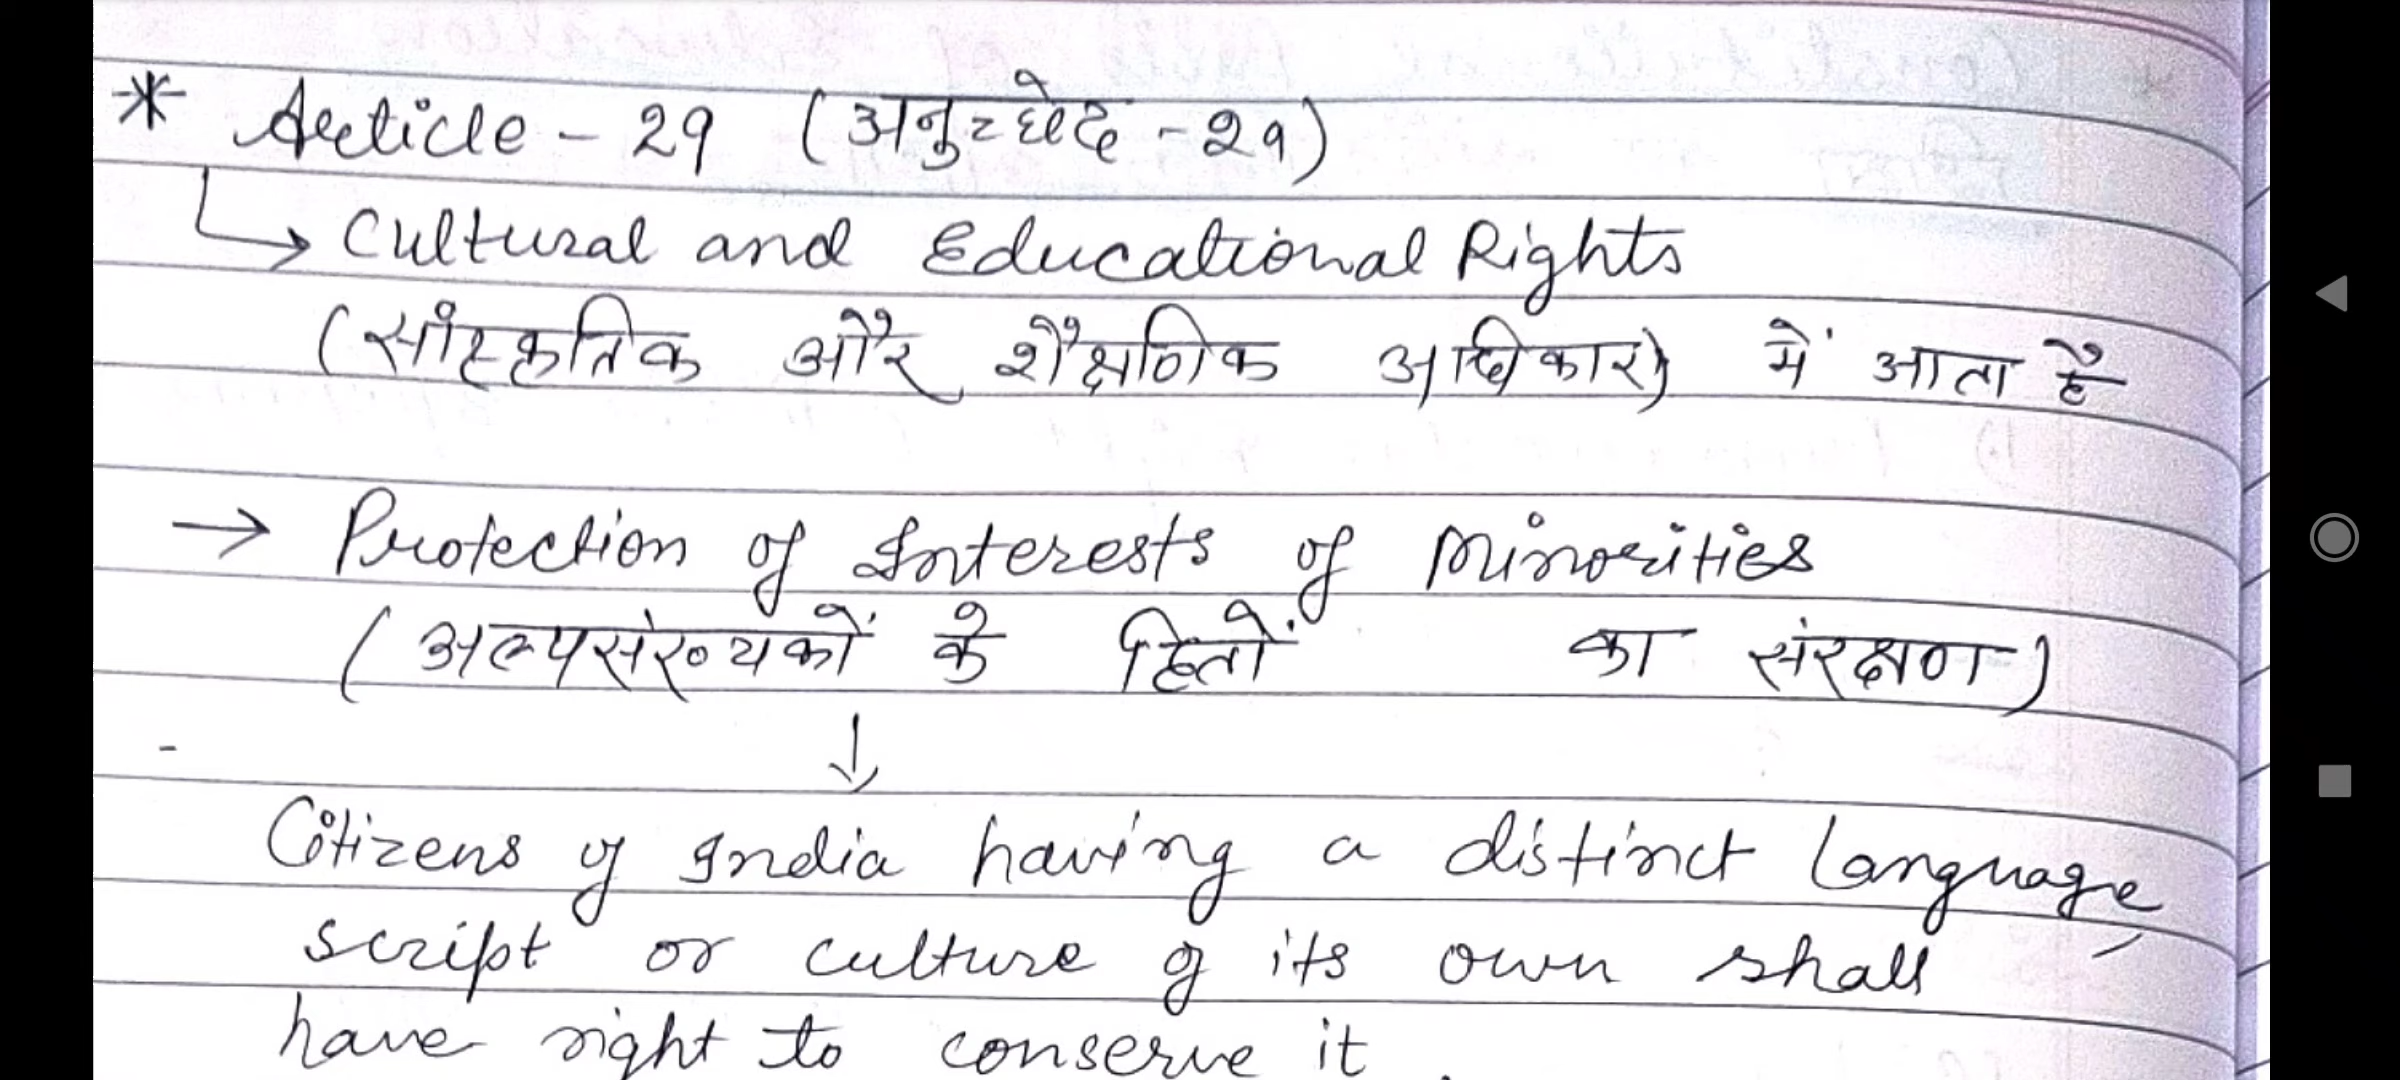 * Article - 29 (अनुच्छेद - 29)
↳ Cultural and Educational Rights
(सांस्कृतिक और शैक्षणिक अधिकार) में आता है
→ Protection of Interests of Minorities
(अल्पसंख्यकों के हितों का संरक्षण)
↓
-
Citizens of India having a distinct language,
script or culture of its own shall
have right to conserve it.